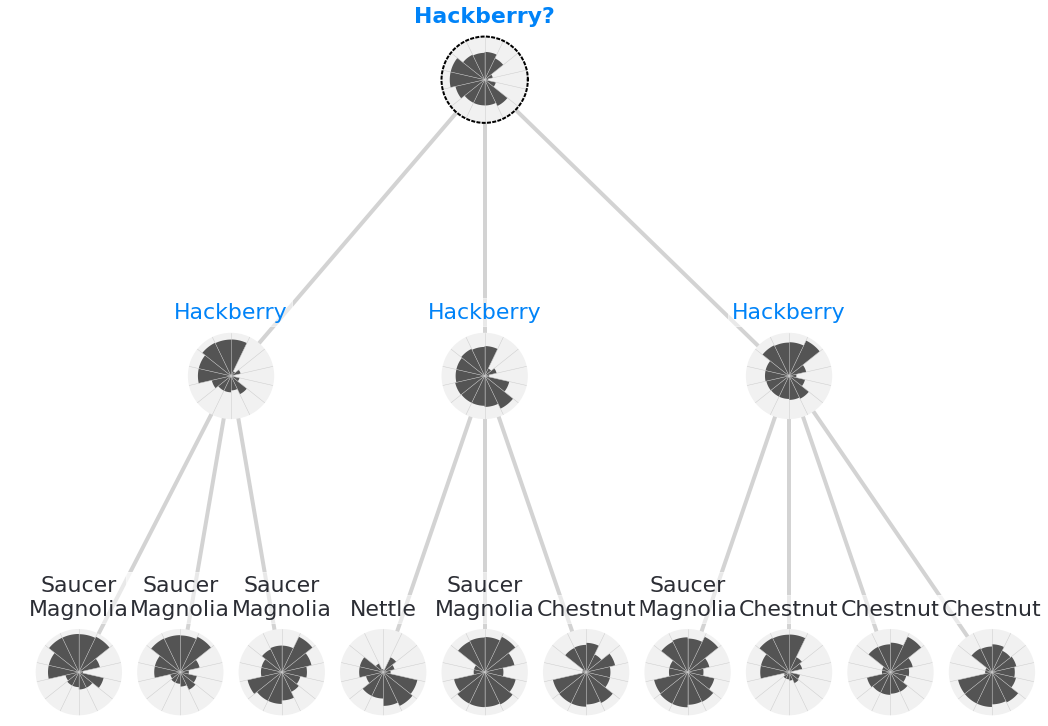 Hackberry?
Hackberry
Hackberry
Hackberry
Saucer
Magnolia
Saucer
Magnolia
Saucer
Magnolia
Nettle
Saucer
Magnolia
Chestnut
Saucer
Magnolia
Chestnut
Chestnut
Chestnut